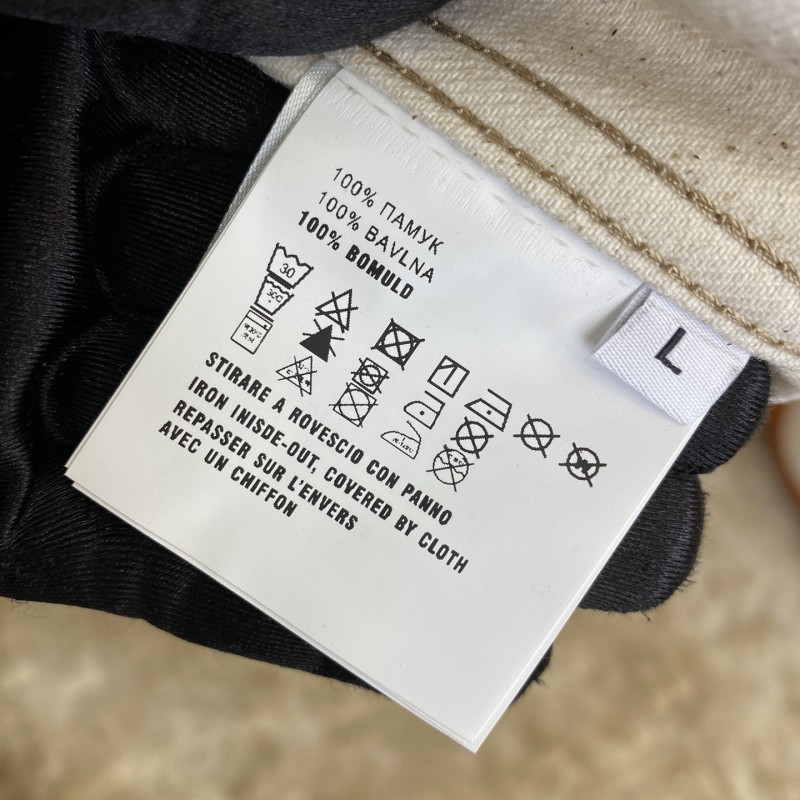 100% ПАМУК
100% BAVLNA
100% BOMULD
30
30C
STIRARE A ROVESCIO CON PANNO
IRON INISDE-OUT, COVERED BY CLOTH
REPASSER SUR L'ENVERS
AVEC UN CHIFFON
L